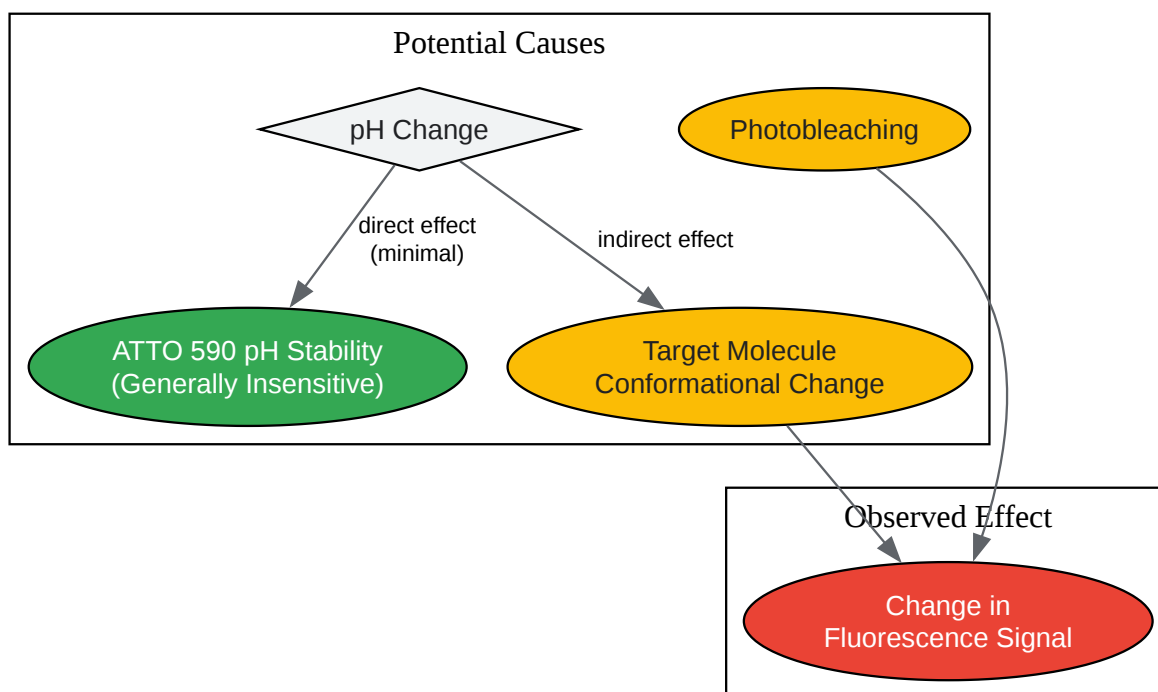 Potential Causes
pH Change
Photobleaching
direct effect
(minimal)
indirect effect
ATTO 590 pH Stability
(Generally Insensitive)
Target Molecule
Conformational Change
Observed Effect
Change in
Fluorescence Signal